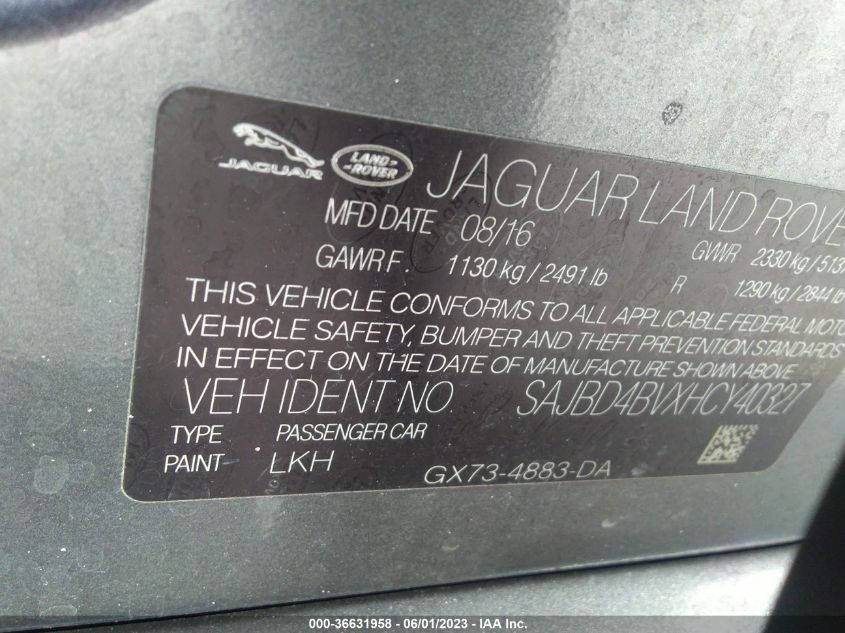 JAGUAR LAND ROVER JAGUAR LAND ROVE
MFD DATE 08/16 GVWR 2330 kg / 513
GAWR F. 1130 kg / 2491 lb R 1290 kg / 2844 lb
THIS VEHICLE CONFORMS TO ALL APPLICABLE FEDERAL MOTO
VEHICLE SAFETY, BUMPER AND THEFT PREVENTION STANDARDS
IN EFFECT ON THE DATE OF MANUFACTURE SHOWN ABOVE
VEH IDENT NO. SAJBD4BVXHCY40327
TYPE PASSENGER CAR
PAINT LKH GX73-4883-DA
000-36631958 - 06/01/2023 - IAAI.com